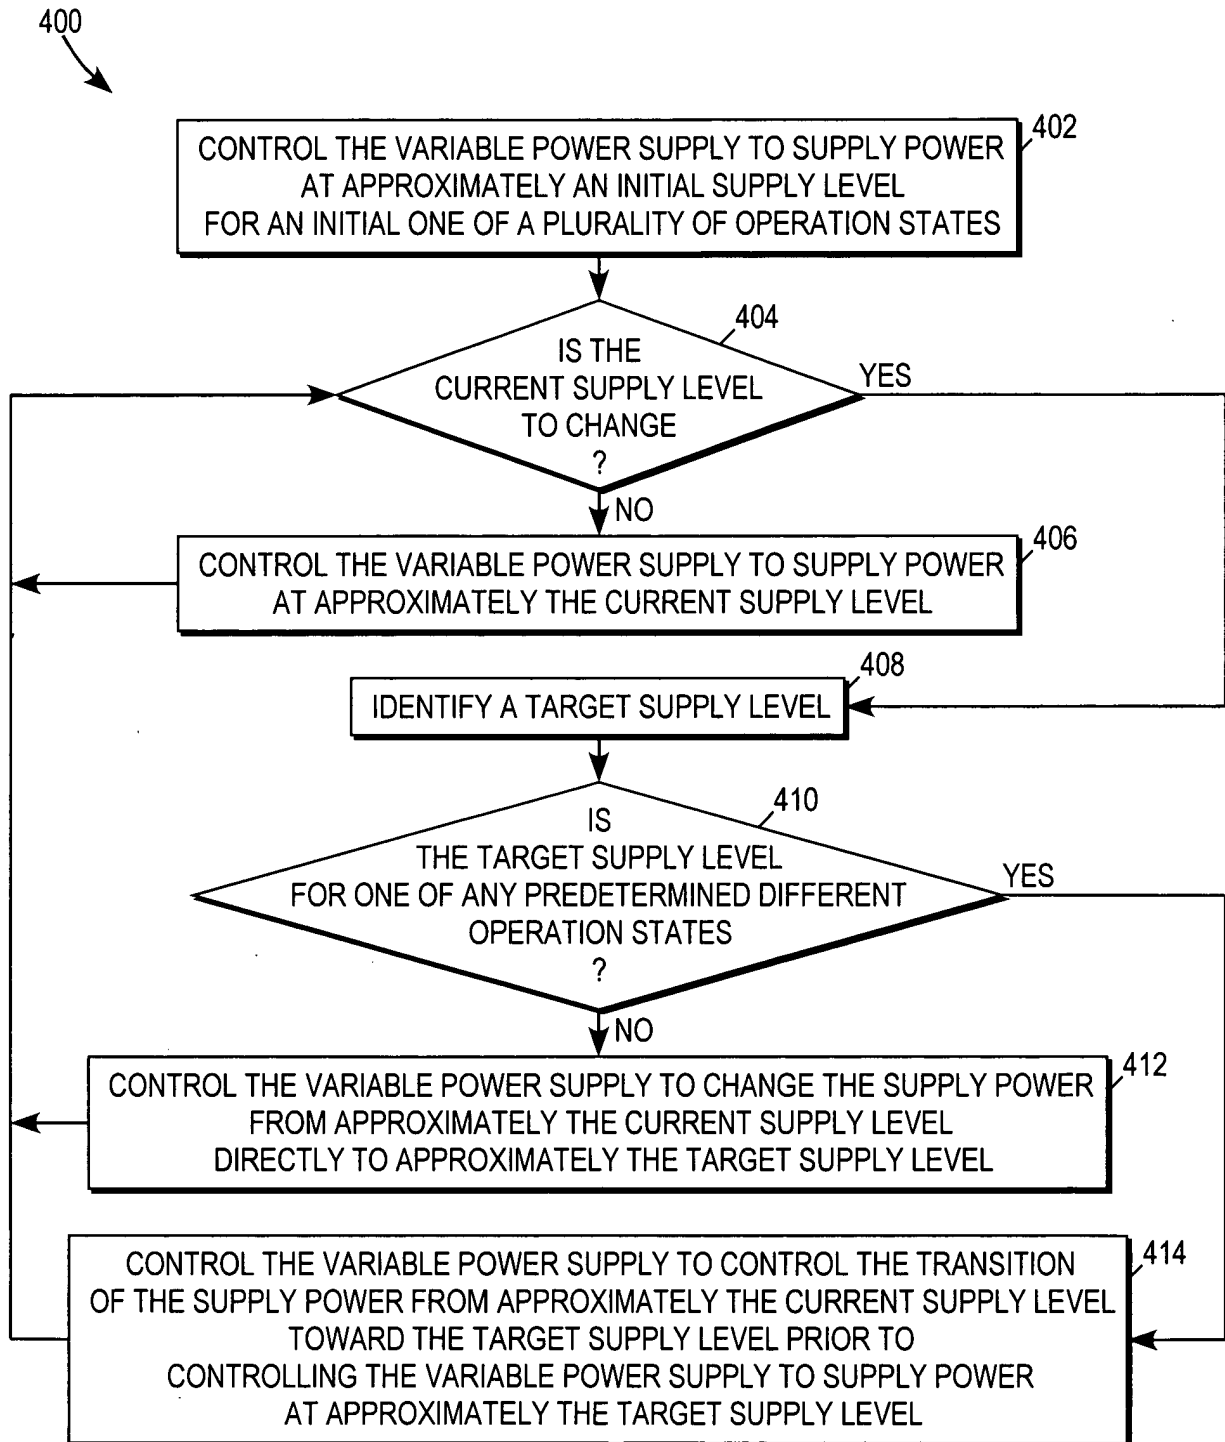 400
402
CONTROL THE VARIABLE POWER SUPPLY TO SUPPLY POWER
AT APPROXIMATELY AN INITIAL SUPPLY LEVEL
FOR AN INITIAL ONE OF A PLURALITY OF OPERATION STATES
404
IS THE
CURRENT SUPPLY LEVEL
TO CHANGE
?
YES
NO
406
CONTROL THE VARIABLE POWER SUPPLY TO SUPPLY POWER
AT APPROXIMATELY THE CURRENT SUPPLY LEVEL
408
IDENTIFY A TARGET SUPPLY LEVEL
410
IS
THE TARGET SUPPLY LEVEL
FOR ONE OF ANY PREDETERMINED DIFFERENT
OPERATION STATES
?
YES
NO
412
CONTROL THE VARIABLE POWER SUPPLY TO CHANGE THE SUPPLY POWER
FROM APPROXIMATELY THE CURRENT SUPPLY LEVEL
DIRECTLY TO APPROXIMATELY THE TARGET SUPPLY LEVEL
414
CONTROL THE VARIABLE POWER SUPPLY TO CONTROL THE TRANSITION
OF THE SUPPLY POWER FROM APPROXIMATELY THE CURRENT SUPPLY LEVEL
TOWARD THE TARGET SUPPLY LEVEL PRIOR TO
CONTROLLING THE VARIABLE POWER SUPPLY TO SUPPLY POWER
AT APPROXIMATELY THE TARGET SUPPLY LEVEL